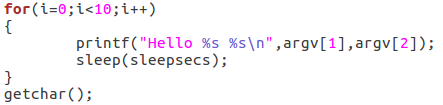 for(i=0;i<10;i++)
{
        printf("Hello %s %s\n",argv[1],argv[2]);
        sleep(sleepsecs);
}
getchar();